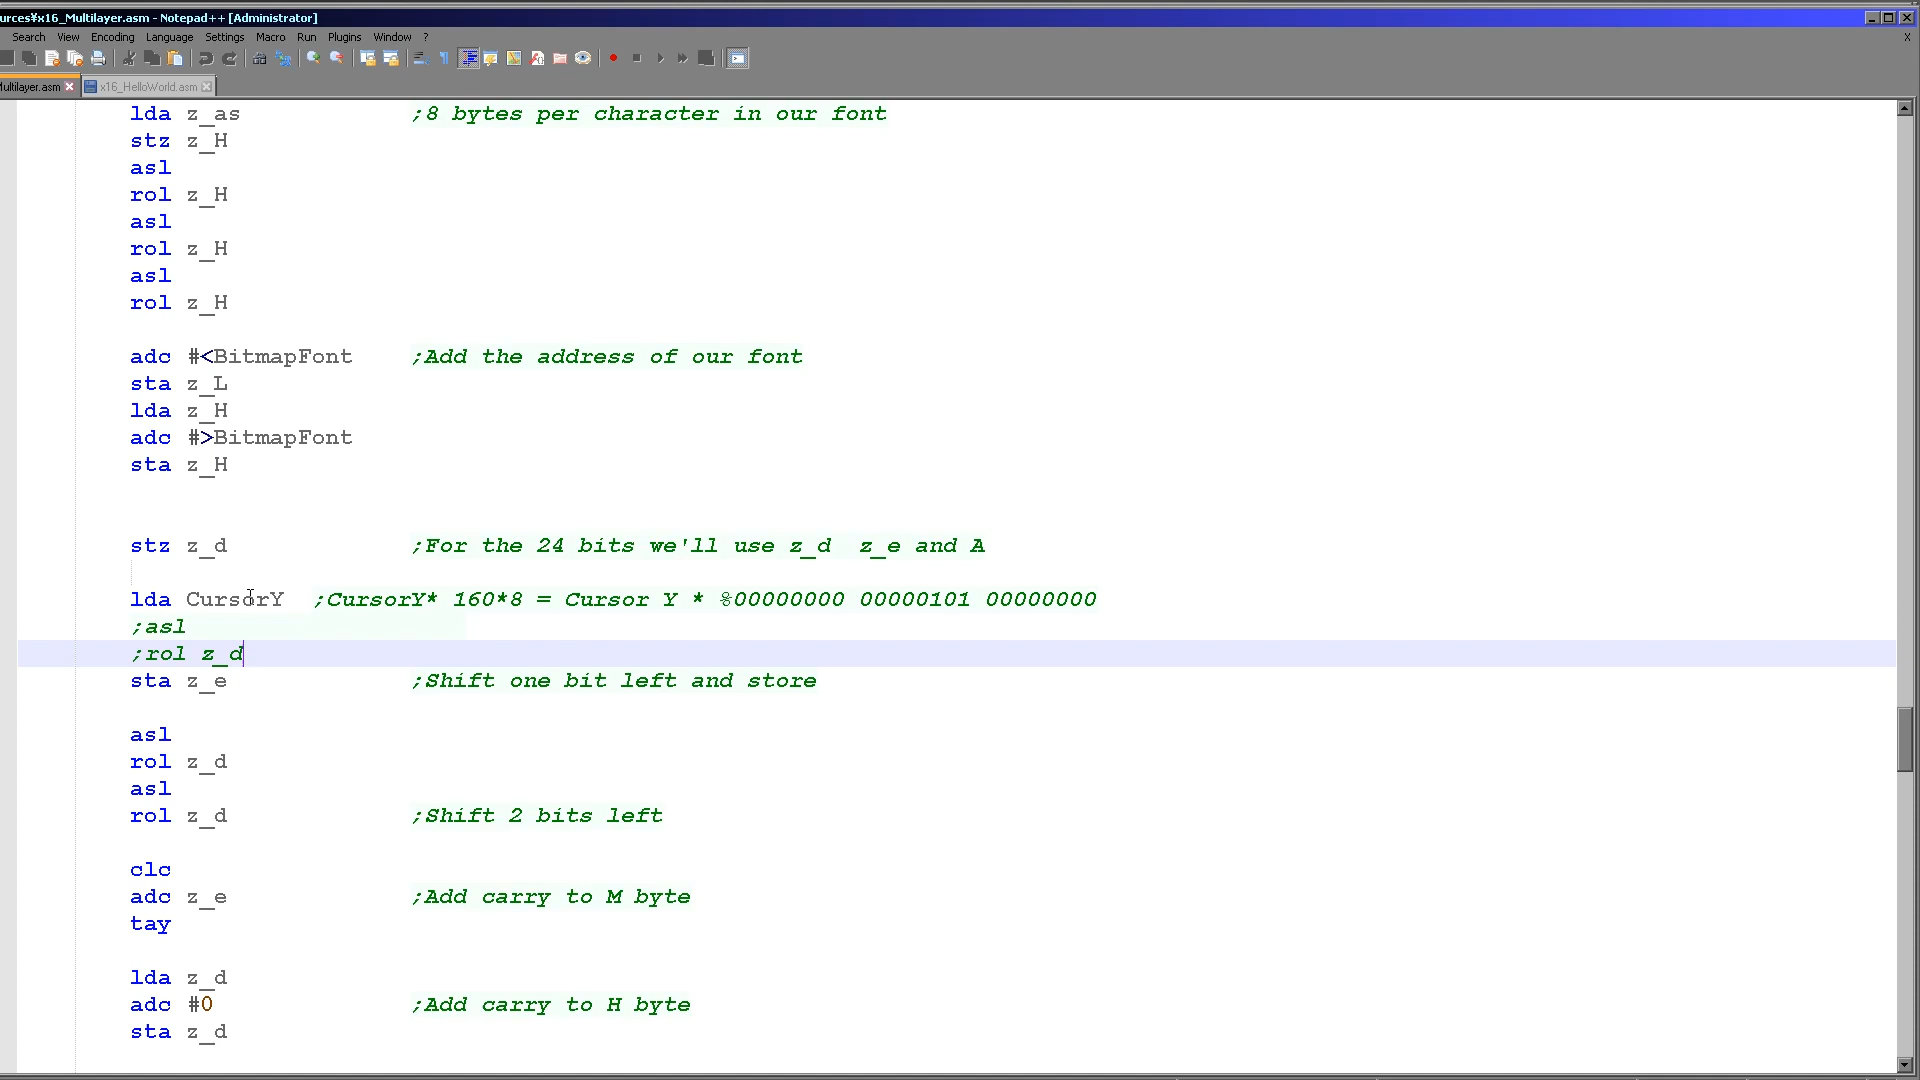 urces¥x16_Multilayer.asm - Notepad++ [Administrator]
Search View Encoding Language Settings Macro Run Plugins Window ?
X
Multilayer.asm x16_HelloWorld.asm
lda z_as ;8 bytes per character in our font
stz z_H
asl
rol z_H
asl
rol z_H
asl
rol z_H
adc #<BitmapFont ;Add the address of our font
sta z_L
lda z_H
adc #>BitmapFont
sta z_H
stz z_d ;For the 24 bits we'll use z_d z_e and A
lda CursorY ;CursorY* 160*8 = Cursor Y * %00000000 00000101 00000000
;asl
;rol z_d
sta z_e ;Shift one bit left and store
asl
rol z_d
asl
rol z_d ;Shift 2 bits left
clc
adc z_e ;Add carry to M byte
tay
lda z_d
adc #0 ;Add carry to H byte
sta z_d